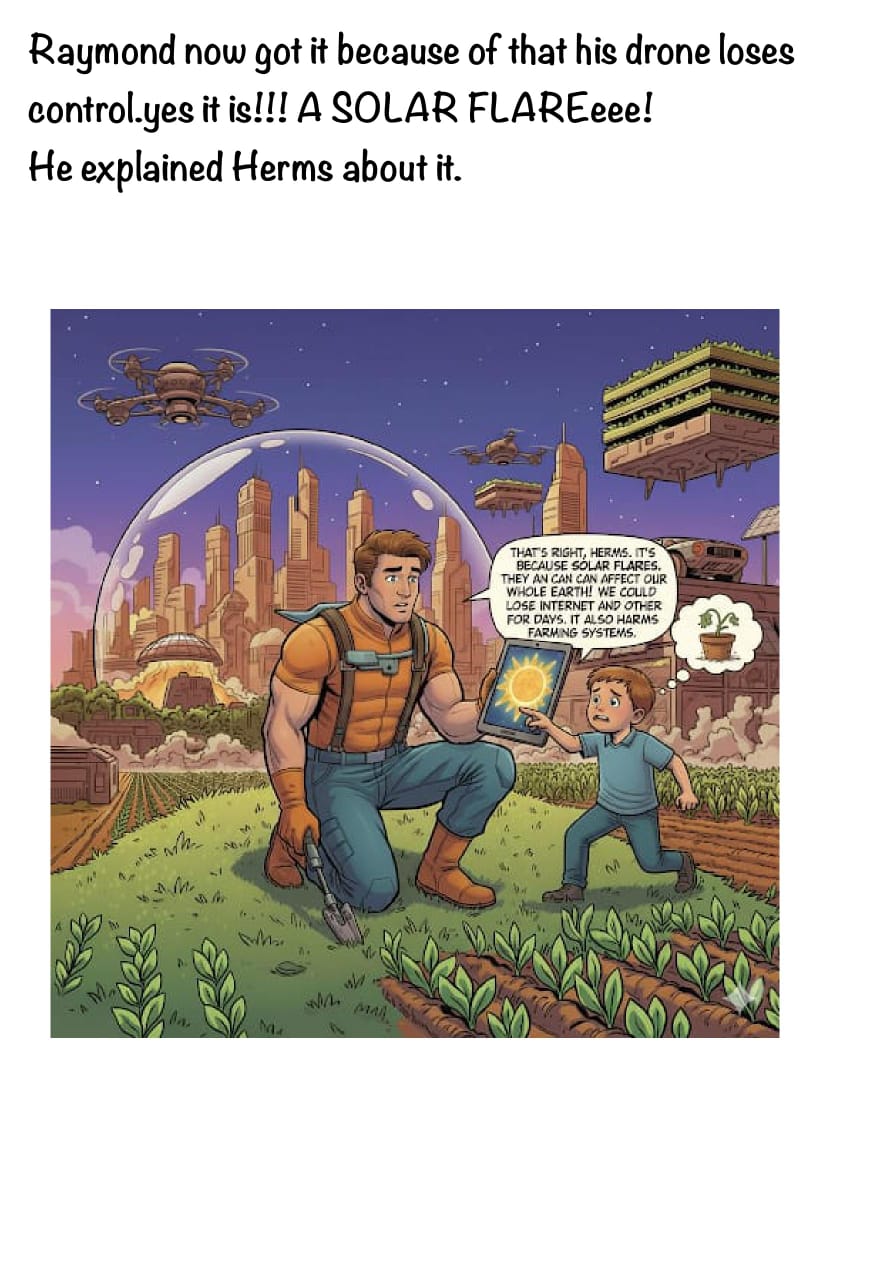 Raymond now got it because of that his drone loses
control.yes it is!!! A SOLAR FLAREeee!
He explained Herms about it.
THAT'S RIGHT, HERMS. IT'S
BECAUSE SOLAR FLARES.
THEY AN CAN CAN AFFECT OUR
WHOLE EARTH! WE COULD
LOSE INTERNET AND OTHER
FOR DAYS. IT ALSO HARMS
FARMING SYSTEMS.